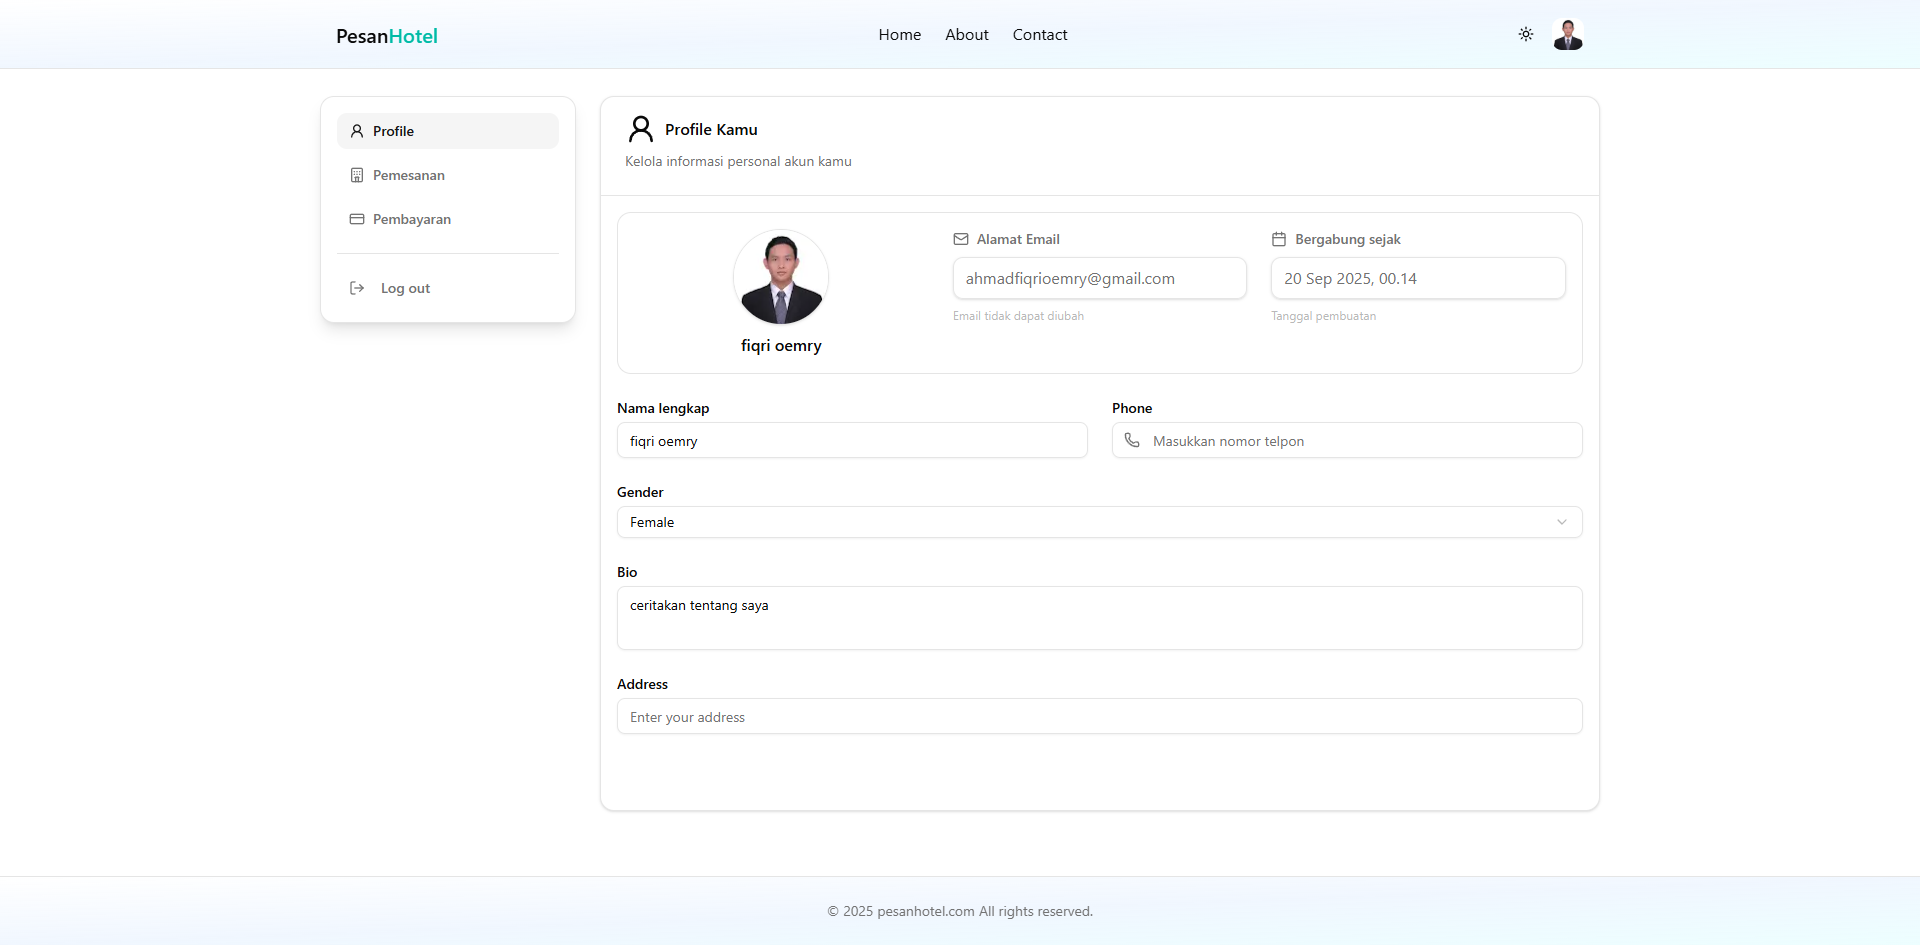 PesanHotel
Home About Contact
Profile
Pemesanan
Pembayaran
Log out
Profile Kamu
Kelola informasi personal akun kamu
fiqri oemry
Alamat Email
ahmadfiqrioemry@gmail.com
Email tidak dapat diubah
Bergabung sejak
20 Sep 2025, 00.14
Tanggal pembuatan
Nama lengkap
fiqri oemry
Phone
Masukkan nomor telpon
Gender
Female
Bio
ceritakan tentang saya
Address
Enter your address
© 2025 pesanhotel.com All rights reserved.